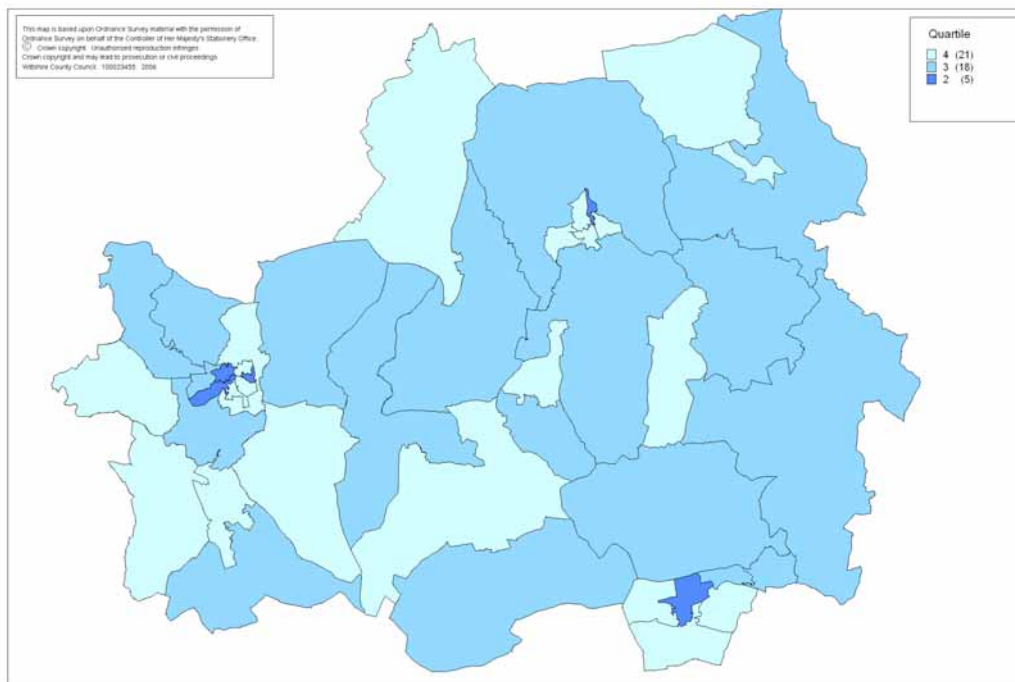 This map is based upon Ordnance Survey material with the permission of
Ordnance Survey on behalf of the Controller of Her Majesty's Stationery Office.
© Crown copyright. Unauthorised reproduction infringes
Crown copyright and may lead to prosecution or civil proceedings.
Wiltshire County Council. 100023455. 2006
Quartile
4 (21)
3 (18)
2 (5)